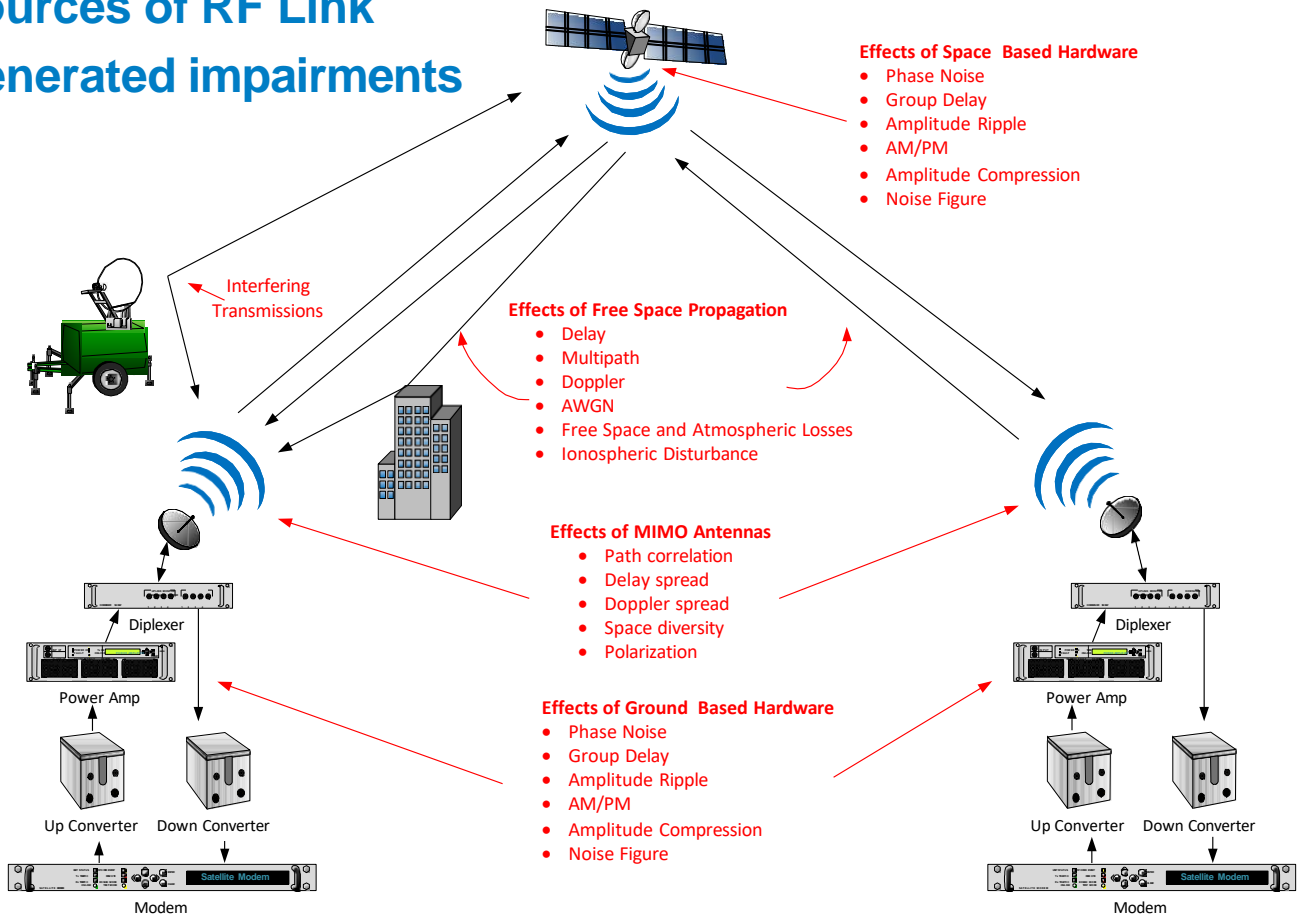 ources of RF Link
enerated impairments
Effects of Space Based Hardware
• Phase Noise
• Group Delay
• Amplitude Ripple
• AM/PM
• Amplitude Compression
• Noise Figure
Interfering
Transmissions
Effects of Free Space Propagation
• Delay
• Multipath
• Doppler
• AWGN
• Free Space and Atmospheric Losses
• Ionospheric Disturbance
Effects of MIMO Antennas
• Path correlation
• Delay spread
• Doppler spread
• Space diversity
• Polarization
Effects of Ground Based Hardware
• Phase Noise
• Group Delay
• Amplitude Ripple
• AM/PM
• Amplitude Compression
• Noise Figure
Diplexer
Power Amp
Up Converter
Down Converter
Satellite Modem
Modem
Diplexer
Power Amp
Up Converter
Down Converter
Satellite Modem
Modem